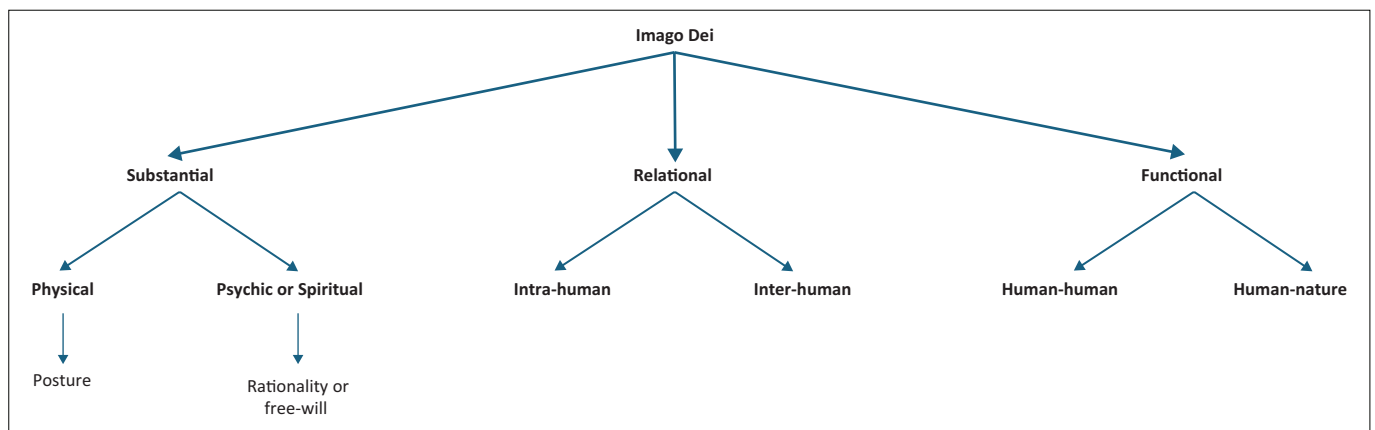 Imago Dei
Substantial
Relational
Functional
Physical
Psychic or Spiritual
Intra-human
Inter-human
Human-human
Human-nature
Posture
Rationality or
free-will